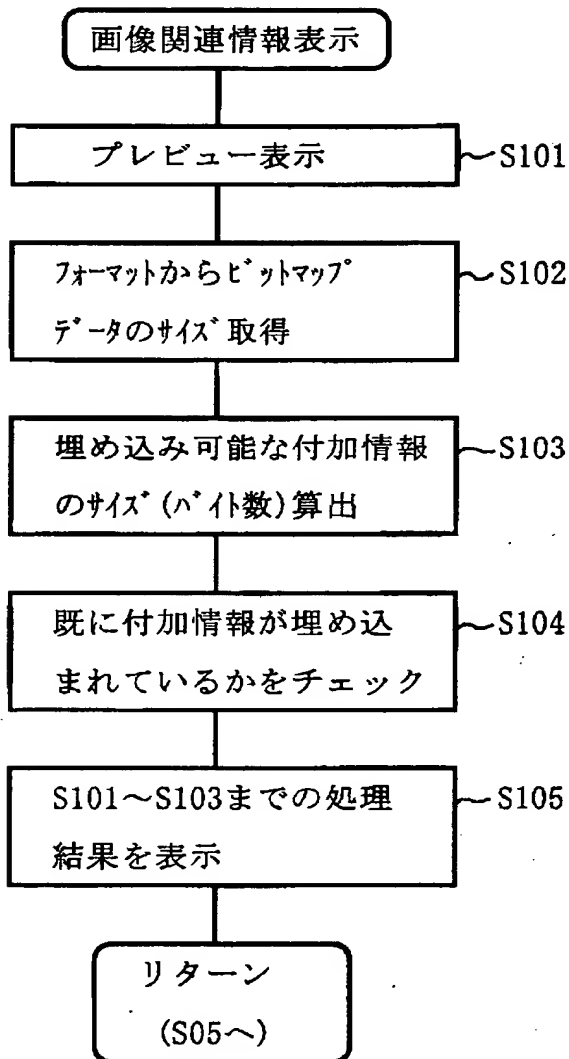 画像関連情報表示
プレビュー表示
〜S101
ﾌｫｰﾏｯﾄからﾋﾞｯﾄﾏｯﾌﾟ
ﾃﾞｰﾀのｻｲｽﾞ取得
〜S102
埋め込み可能な付加情報
のｻｲｽﾞ(ﾊﾞｲﾄ数)算出
〜S103
既に付加情報が埋め込
まれているかをチェック
〜S104
S101〜S103までの処理
結果を表示
〜S105
リターン
(S05へ)